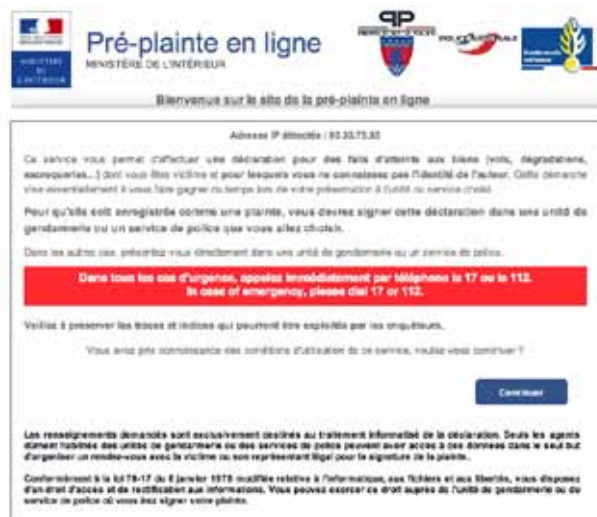 MINISTÈRE
DE
L'INTÉRIEUR
Pré-plainte en ligne
MINISTÈRE DE L'INTÉRIEUR
Bienvenue sur le site de la pré-plainte en ligne
Adresse IP détectée :
Ce service vous permet d'effectuer une déclaration pour des faits d'atteinte aux biens (vols, dégradations,
escroqueries...) dont vous êtes victime et pour lesquels vous ne connaissez pas l'identité de l'auteur. Cette démarche
vise essentiellement à vous faire gagner du temps lors de votre présentation à l'unité ou service choisi.
Pour qu'elle soit enregistrée comme une plainte, vous devrez signer cette déclaration dans une unité de
gendarmerie ou un service de police que vous allez choisir.
Dans les autres cas, présentez vous directement dans une unité de gendarmerie ou un service de police.
Dans tous les cas d'urgence, appelez immédiatement par téléphone le 17 ou le 112.
In case of emergency, please dial 17 or 112.
Veillez à préserver les traces et indices qui pourront être exploités par les enquêteurs.
Vous avez pris connaissance des conditions d'utilisation de ce service, voulez-vous continuer ?
Continuer
Les renseignements demandés sont exclusivement destinés au traitement informatisé de la déclaration. Seuls les agents
dûment habilités des unités de gendarmerie ou des services de police peuvent avoir accès à ces données dans le seul but
d'organiser un rendez-vous avec la victime ou son représentant légal pour la signature de la plainte.
Conformément à la loi 78-17 du 6 janvier 1978 modifiée relative à l'informatique, aux fichiers et aux libertés, vous disposez
d'un droit d'accès et de rectification aux informations. Vous pouvez exercer ce droit auprès de l'unité de gendarmerie ou du
service de police où vous irez signer votre plainte.